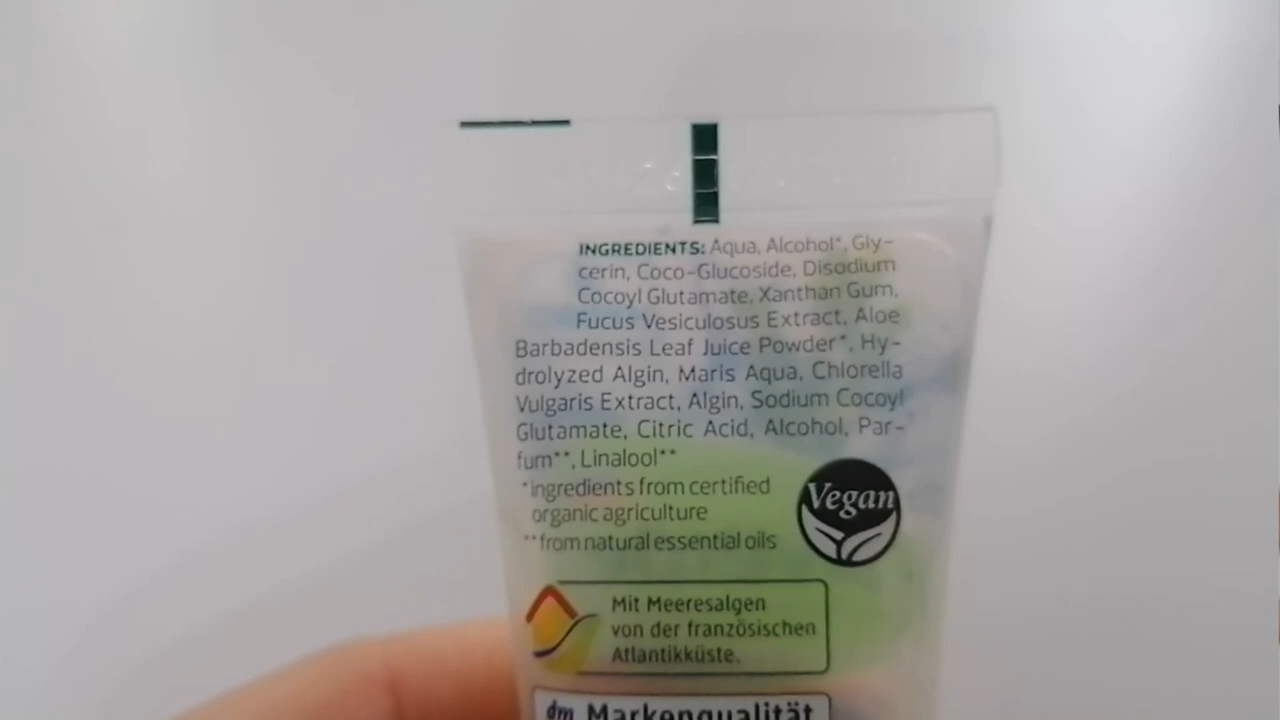 INGREDIENTS: Aqua, Alcohol*, Gly-
cerin, Coco-Glucoside, Disodium
Cocoyl Glutamate, Xanthan Gum,
Fucus Vesiculosus Extract, Aloe
Barbadensis Leaf Juice Powder*, Hy-
drolyzed Algin, Maris Aqua, Chlorella
Vulgaris Extract, Algin, Sodium Cocoyl
Glutamate, Citric Acid, Alcohol, Par-
fum**, Linalool**
*ingredients from certified
organic agriculture
**from natural essential oils
Vegan
Mit Meeresalgen
von der französischen
Atlantikküste.
dm Markenqualität